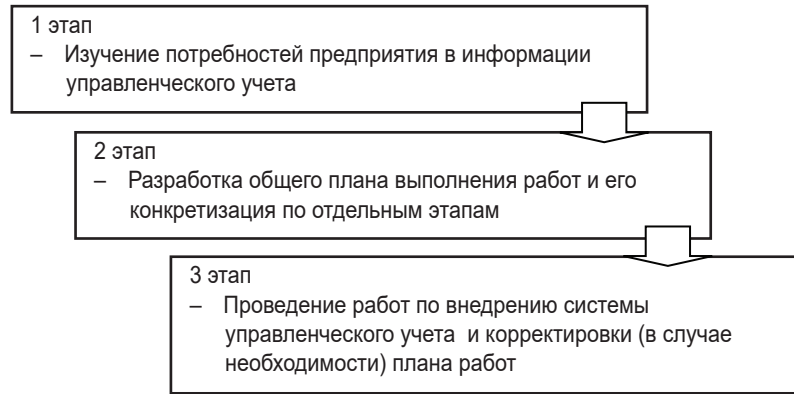 1 этап
– Изучение потребностей предприятия в информации
управленческого учета
2 этап
– Разработка общего плана выполнения работ и его
конкретизация по отдельным этапам
3 этап
– Проведение работ по внедрению системы
управленческого учета и корректировки (в случае
необходимости) плана работ